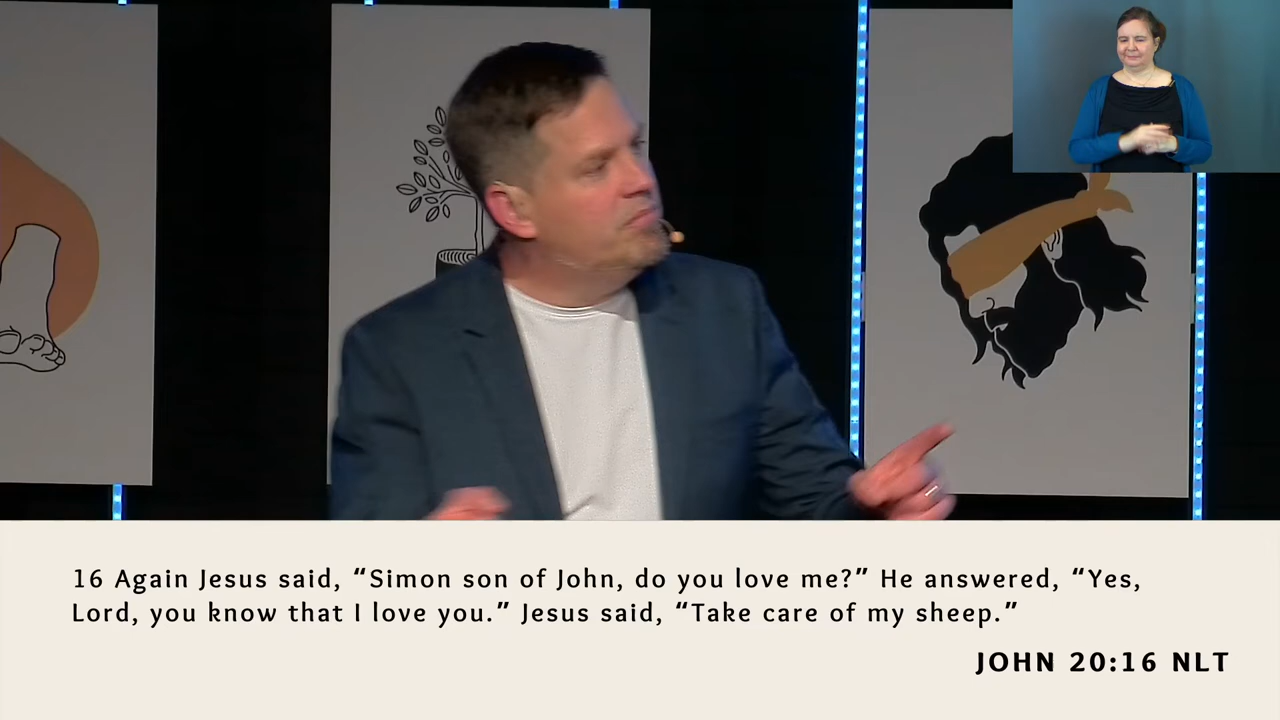 16 Again Jesus said, “Simon son of John, do you love me?” He answered, “Yes,
Lord, you know that I love you.” Jesus said, “Take care of my sheep.”
JOHN 20:16 NLT